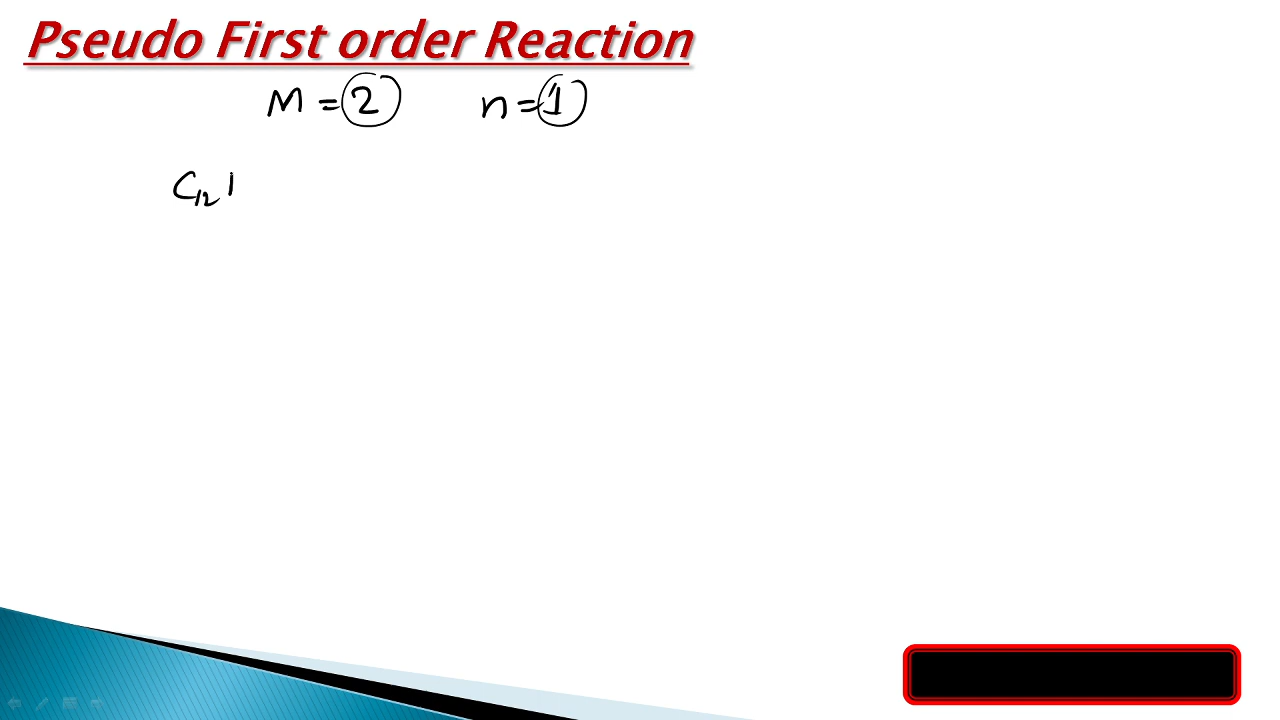 Pseudo First order Reaction
M = 2 n = 1
C12 I